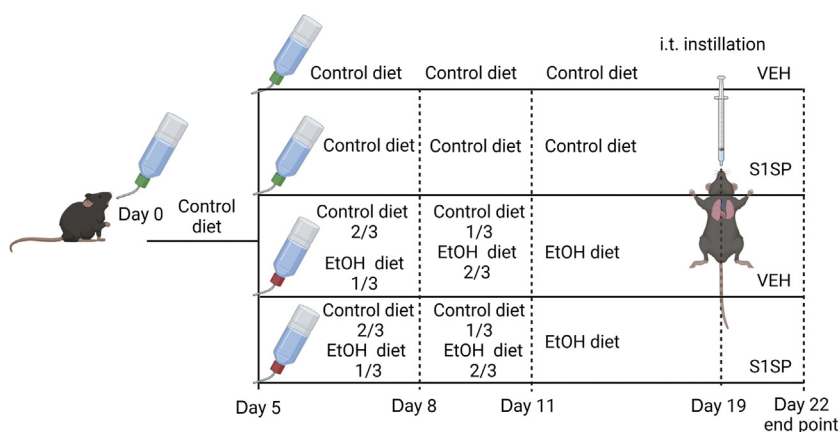 i.t. instillation
Control diet Control diet Control diet VEH
Control diet Control diet Control diet
S1SP
Day 0 Control
diet
Control diet
2/3
EtOH diet
1/3
Control diet
1/3
EtOH diet
2/3
EtOH diet
VEH
Control diet
2/3
EtOH diet
1/3
Control diet
1/3
EtOH diet
2/3
EtOH diet
S1SP
Day 5 Day 8 Day 11 Day 19 Day 22
end point